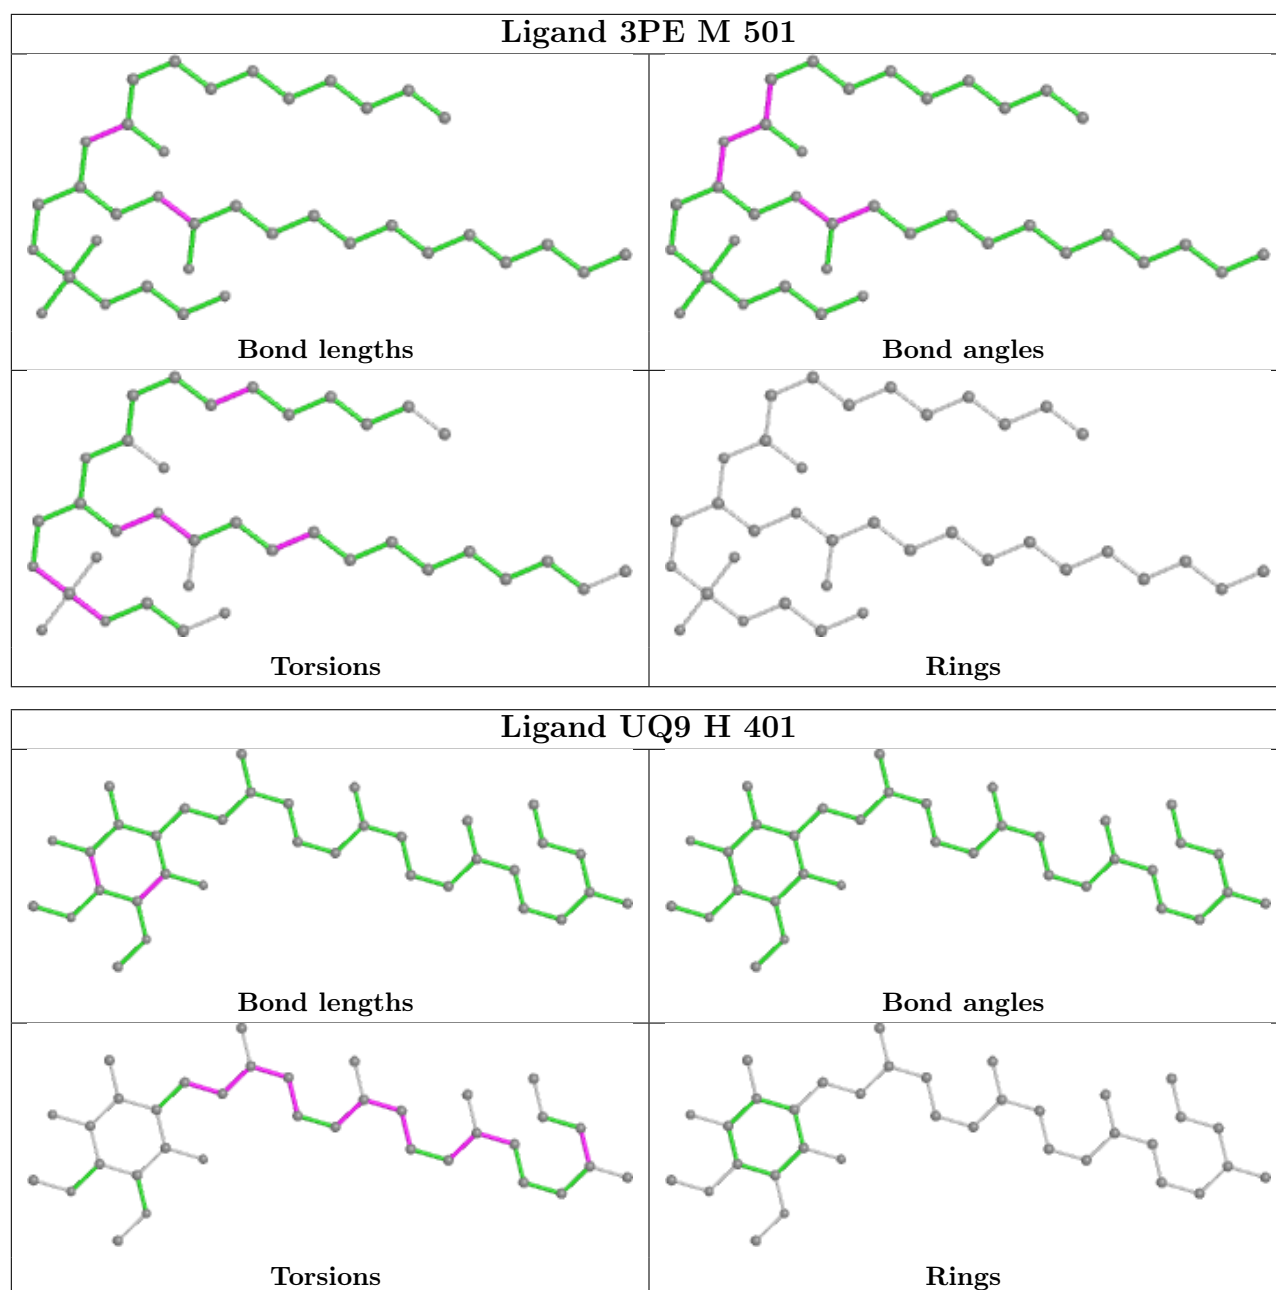 Ligand 3PE M 501
Bond lengths
Bond angles
Torsions
Rings
Ligand UQ9 H 401
Bond lengths
Bond angles
Torsions
Rings